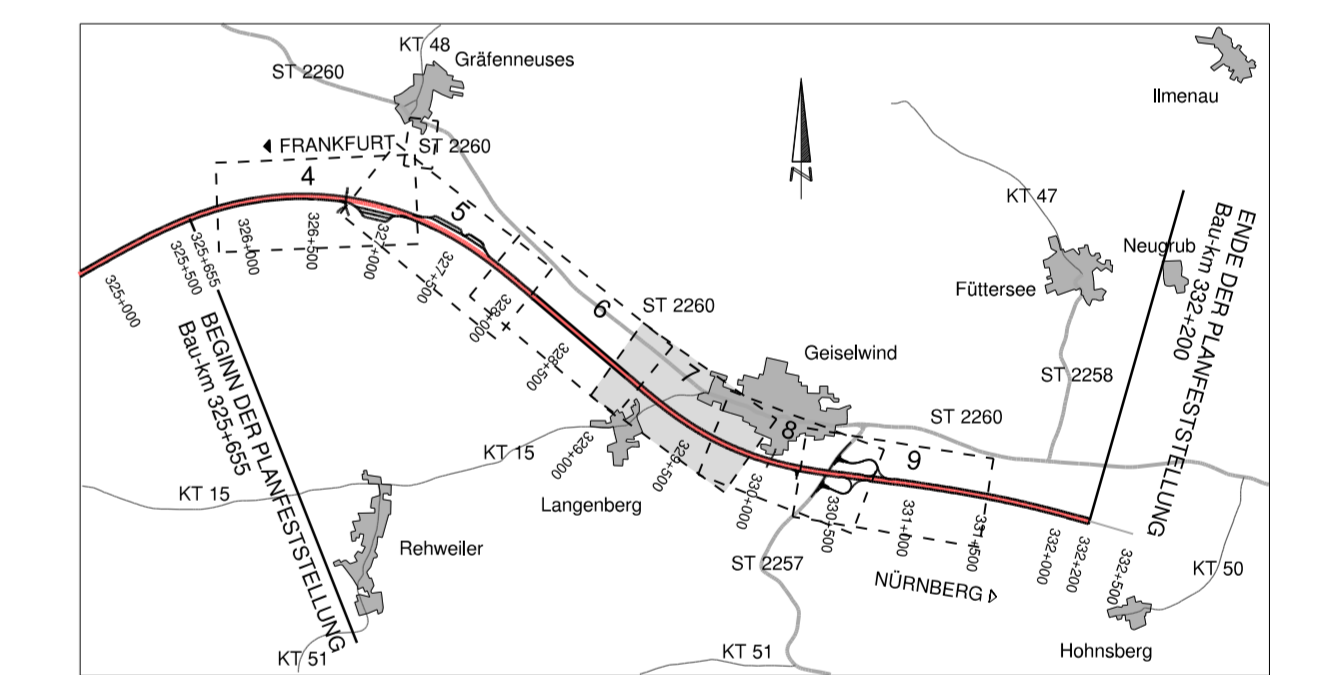 KT 48
Gräfenneuses
ST 2260
Ilmenau
◄ FRANKFURT
ST 2260
4
KT 47
5
Neugrub
Füttersee
ENDE DER PLANFESTSTELLUNG
Bau-km 332+200
325+000
325+500
325+655
326+000
326+500
327+000
327+500
328+000
328+500
BEGINN DER PLANFESTSTELLUNG
Bau-km 325+655
6
ST 2260
Geiselwind
7
ST 2258
ST 2260
8
9
N
KT 15
KT 15
329+000
329+500
330+000
330+500
331+000
331+500
332+000
332+200
332+500
Langenberg
Rehweiler
ST 2257
NÜRNBERG ▷
KT 50
Hohnsberg
KT 51
KT 51